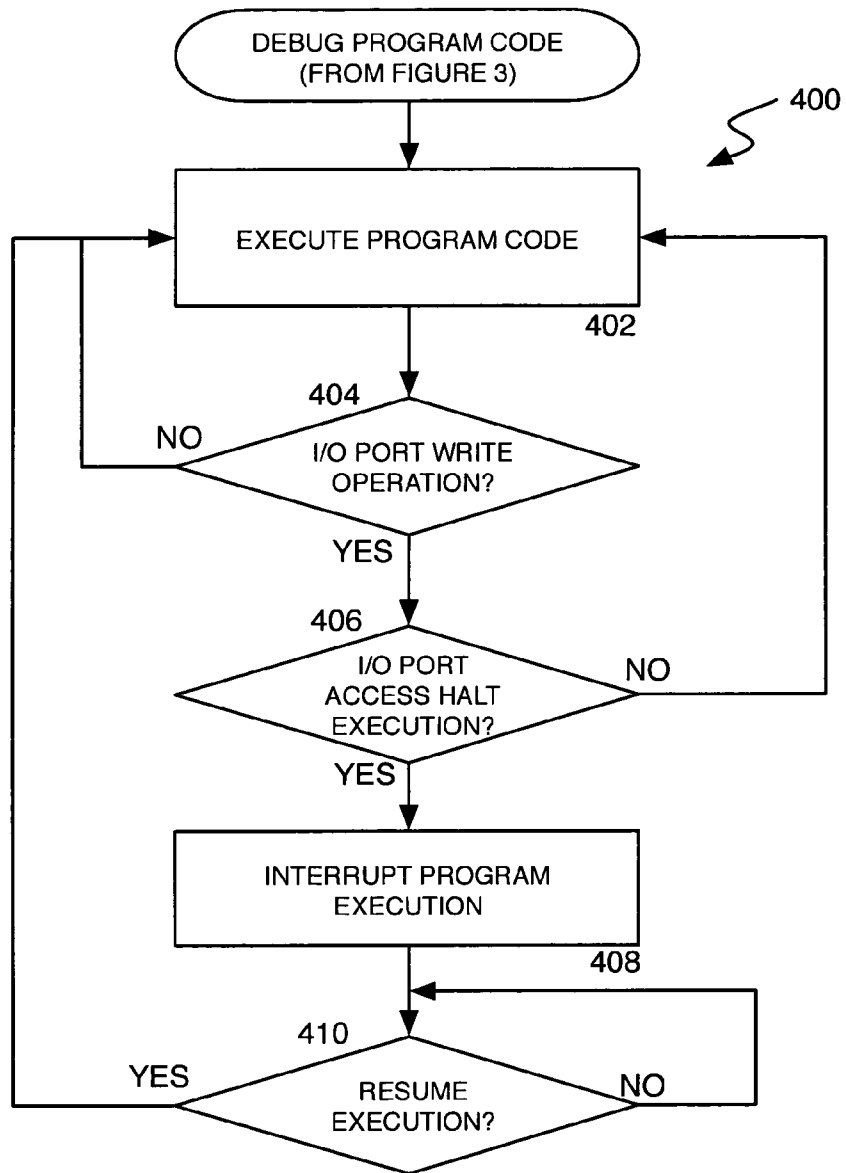 DEBUG PROGRAM CODE
(FROM FIGURE 3)
400
EXECUTE PROGRAM CODE
402
404
NO
I/O PORT WRITE
OPERATION?
YES
406
I/O PORT
ACCESS HALT
EXECUTION?
NO
YES
INTERRUPT PROGRAM
EXECUTION
408
410
YES
RESUME
EXECUTION?
NO